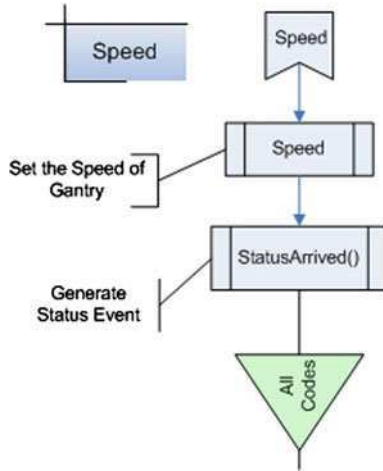 Speed
Speed
Speed
Set the Speed of
Gantry
StatusArrived()
Generate
Status Event
All
Codes